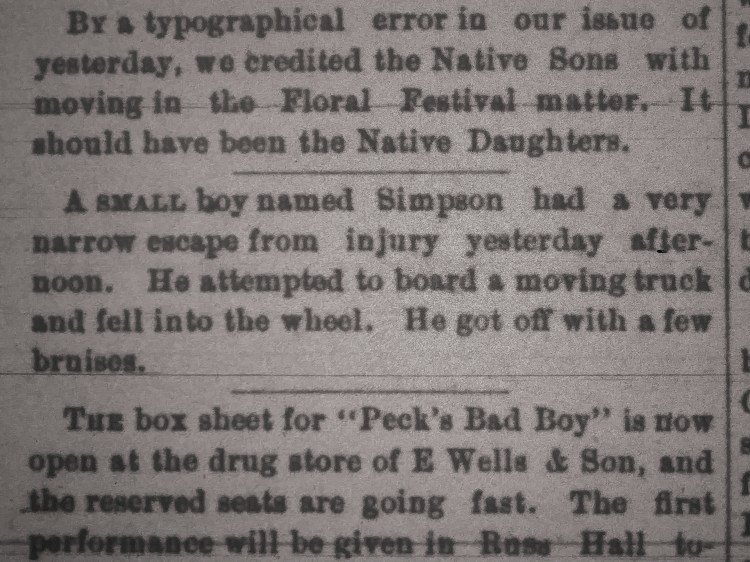 By a typographical error in our issue of
yesterday, we credited the Native Sons with
moving in the Floral Festival matter. It
should have been the Native Daughters.
A SMALL boy named Simpson had a very
narrow escape from injury yesterday after-
noon. He attempted to board a moving truck
and fell into the wheel. He got off with a few
bruises.
THE box sheet for “Peck’s Bad Boy” is now
open at the drug store of E Wells & Son, and
the reserved seats are going fast. The first
performance will be given in Russ Hall to-